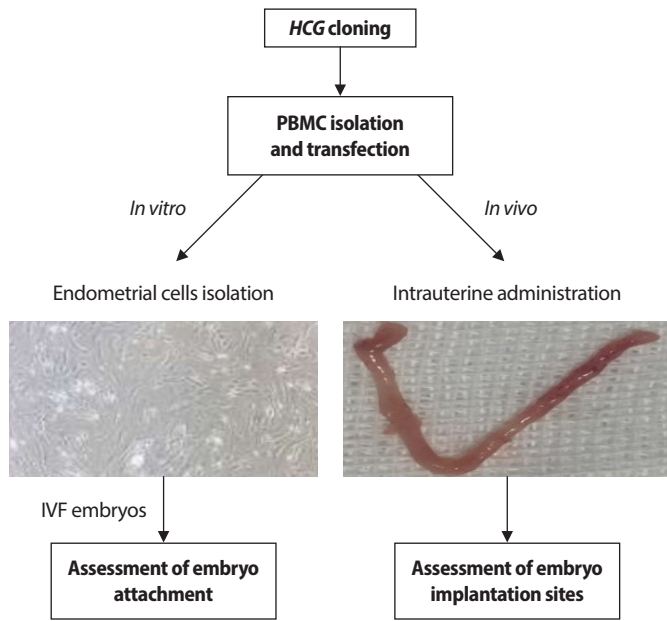 HCG cloning
PBMC isolation
and transfection
In vitro
In vivo
Endometrial cells isolation
Intrauterine administration
IVF embryos
Assessment of embryo
attachment
Assessment of embryo
implantation sites